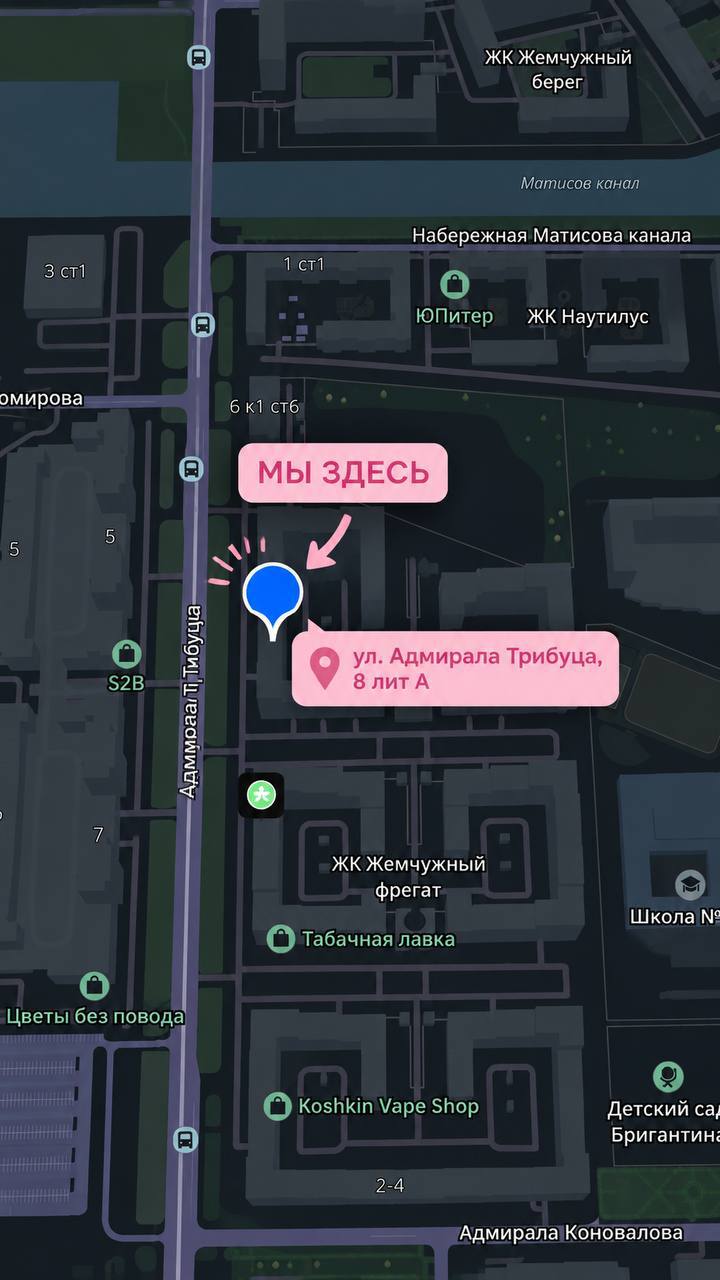 ЖК Жемчужный
берег
Матисов канал
Набережная Матисова канала
3 ст1
1 ст1
ЮПитер
ЖК Наутилус
омирова
6 к1 ст6
МЫ ЗДЕСЬ
5
5
ул. Адмирала Трибуца,
8 лит А
S2B
7
ЖК Жемчужный
фрегат
Школа №
Табачная лавка
Цветы без повода
Koshkin Vape Shop
Детский сад
Бригантина
2-4
Адмирала Коновалова